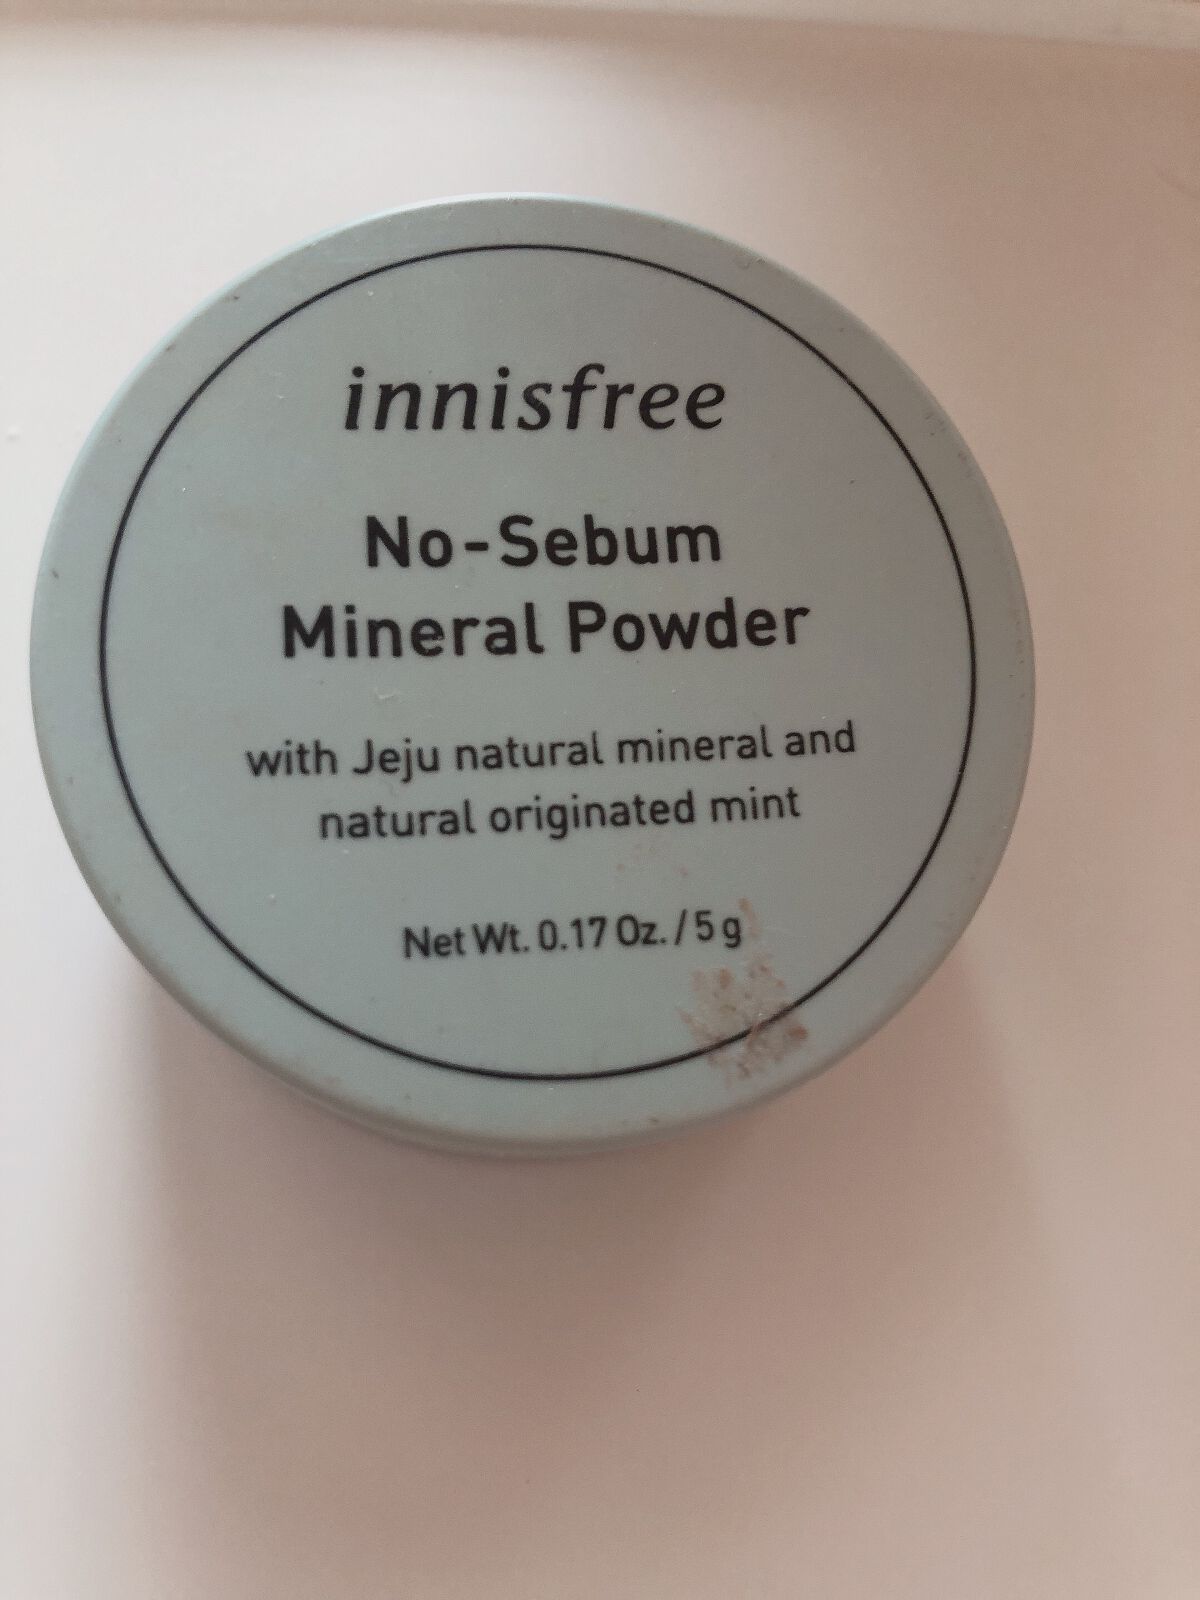 innisfree
No-Sebum
Mineral Powder
with Jeju natural mineral and
natural originated mint
Net Wt. 0.17 Oz. / 5 g